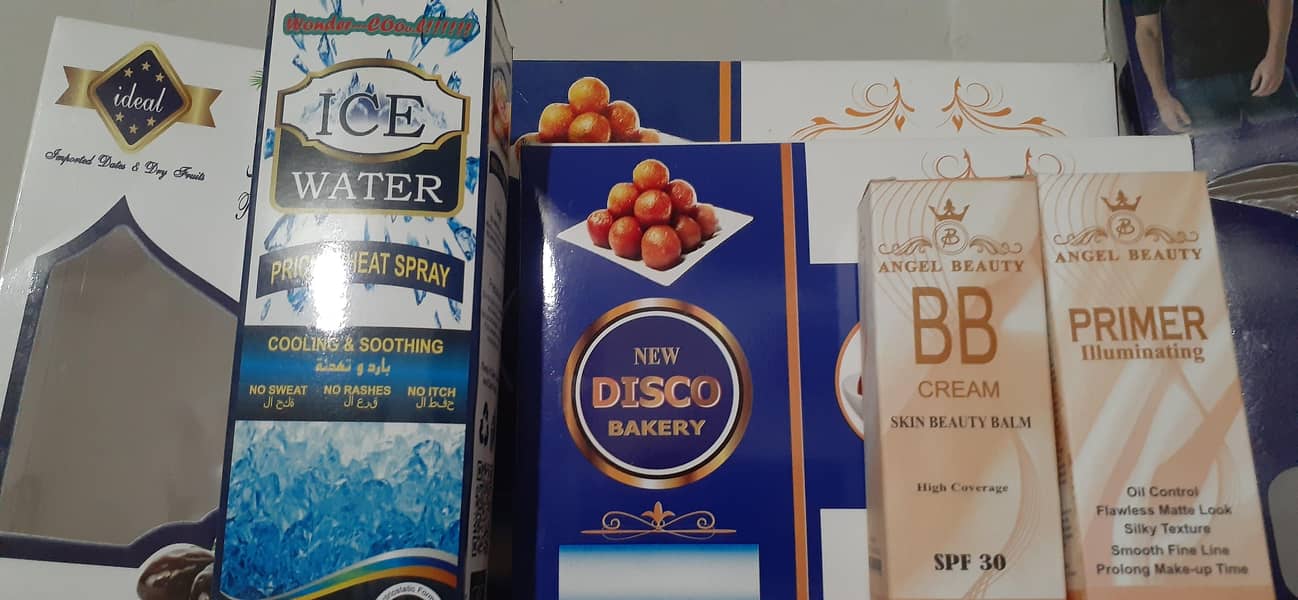 ideal
Imported Dates & Dry Fruits
Wonder---COOoL!!!!!!!
ICE
WATER
HEAT SPRAY
COOLING & SOOTHING
بارد و تهدئة
NO SWEAT NO RASHES NO ITCH
NEW
DISCO
BAKERY
ANGEL BEAUTY
BB
CREAM
SKIN BEAUTY BALM
High Coverage
SPF 30
ANGEL BEAUTY
PRIMER
Illuminating
Oil Control
Flawless Matte Look
Silky Texture
Smooth Fine Line
Prolong Make-up Time